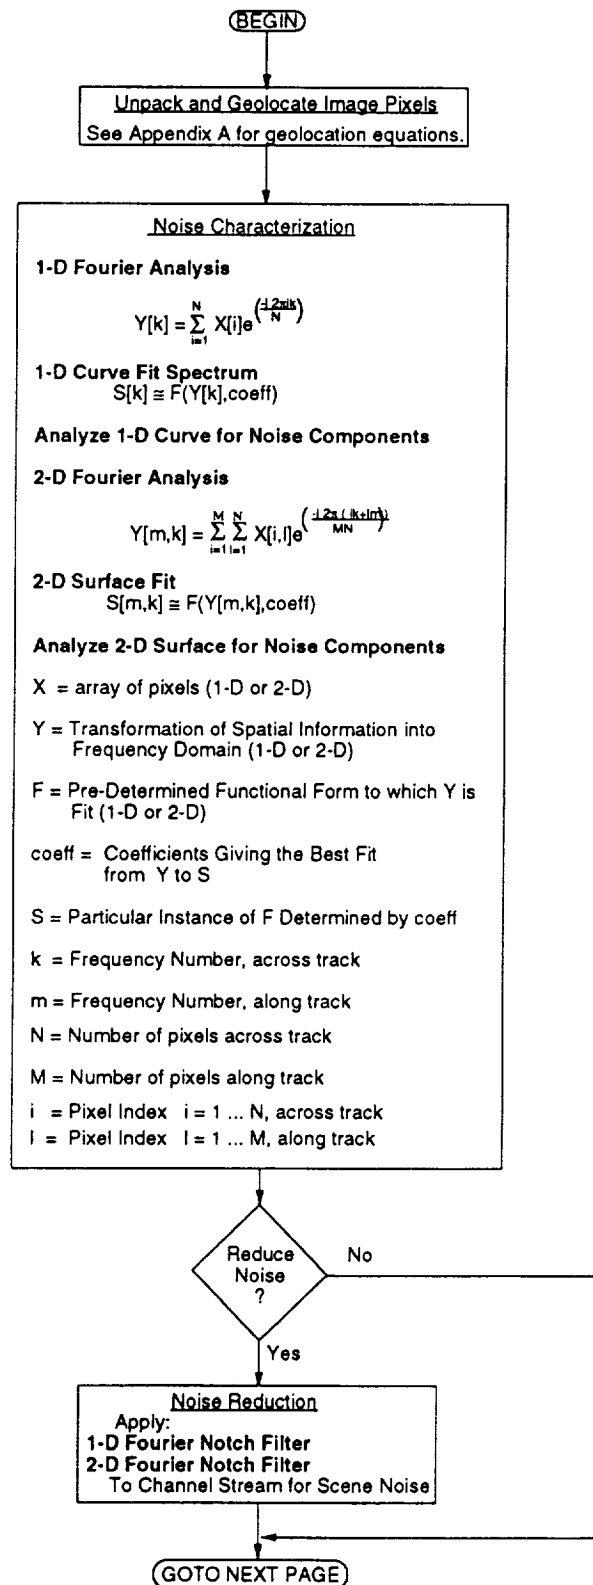 BEGIN
Unpack and Geolocate Image Pixels
See Appendix A for geolocation equations.
Noise Characterization
1-D Fourier Analysis
Y[k] = N∑i=1 X[i]e^(-j 2πik / N)
1-D Curve Fit Spectrum
S[k] ≅ F(Y[k],coeff)
Analyze 1-D Curve for Noise Components
2-D Fourier Analysis
Y[m,k] = M∑i=1 N∑l=1 X[i,l]e^(-j 2π (ik+lm) / MN)
2-D Surface Fit
S[m,k] ≅ F(Y[m,k],coeff)
Analyze 2-D Surface for Noise Components
X = array of pixels (1-D or 2-D)
Y = Transformation of Spatial Information into
Frequency Domain (1-D or 2-D)
F = Pre-Determined Functional Form to which Y is
Fit (1-D or 2-D)
coeff = Coefficients Giving the Best Fit
from Y to S
S = Particular Instance of F Determined by coeff
k = Frequency Number, across track
m = Frequency Number, along track
N = Number of pixels across track
M = Number of pixels along track
i = Pixel Index i = 1 ... N, across track
l = Pixel Index l = 1 ... M, along track
Reduce
Noise
?
No
Yes
Noise Reduction
Apply:
1-D Fourier Notch Filter
2-D Fourier Notch Filter
To Channel Stream for Scene Noise
GOTO NEXT PAGE